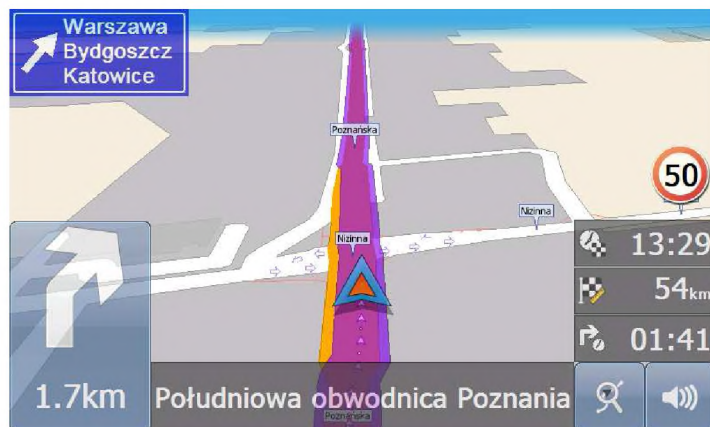 Warszawa
Bydgoszcz
Katowice
Poznańska
50
Nizinna
Nizinna
13:29
54km
01:41
1.7km
Południowa obwodnica Poznania
Poznańska